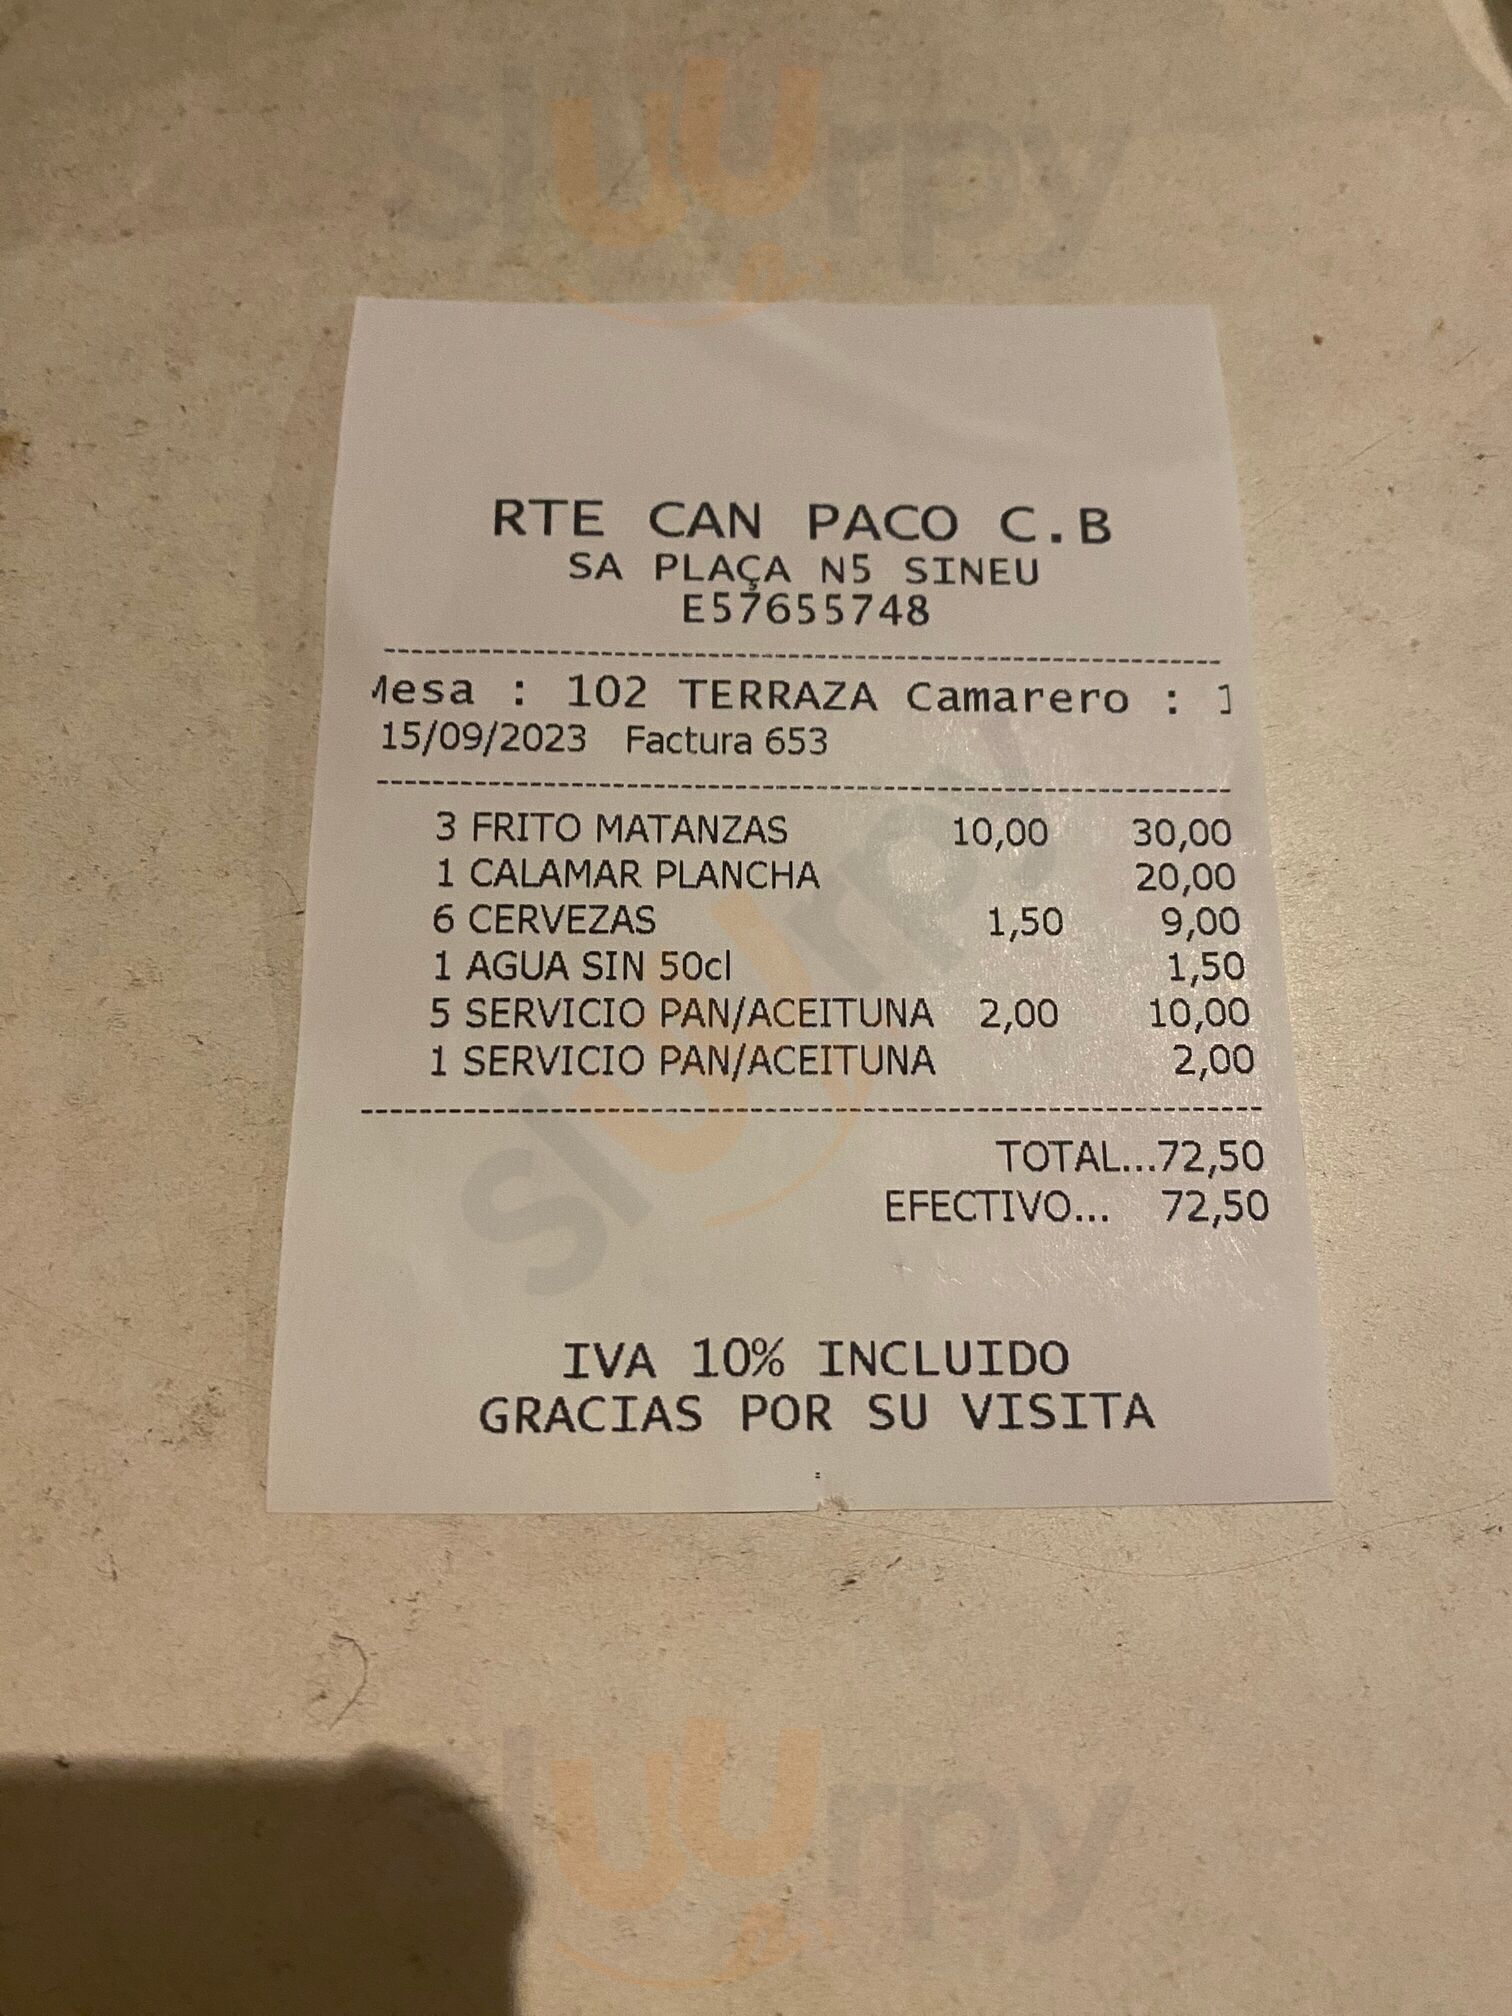 sluurpy
RTE CAN PACO C.B
SA PLAÇA N5 SINEU
E57655748
Mesa : 102 TERRAZA Camarero : 1
15/09/2023 Factura 653
3 FRITO MATANZAS 10,00 30,00
1 CALAMAR PLANCHA 20,00
6 CERVEZAS 1,50 9,00
1 AGUA SIN 50cl 1,50
5 SERVICIO PAN/ACEITUNA 2,00 10,00
1 SERVICIO PAN/ACEITUNA 2,00
TOTAL...72,50
EFECTIVO... 72,50
IVA 10% INCLUIDO
GRACIAS POR SU VISITA
sluurpy
sluurpy